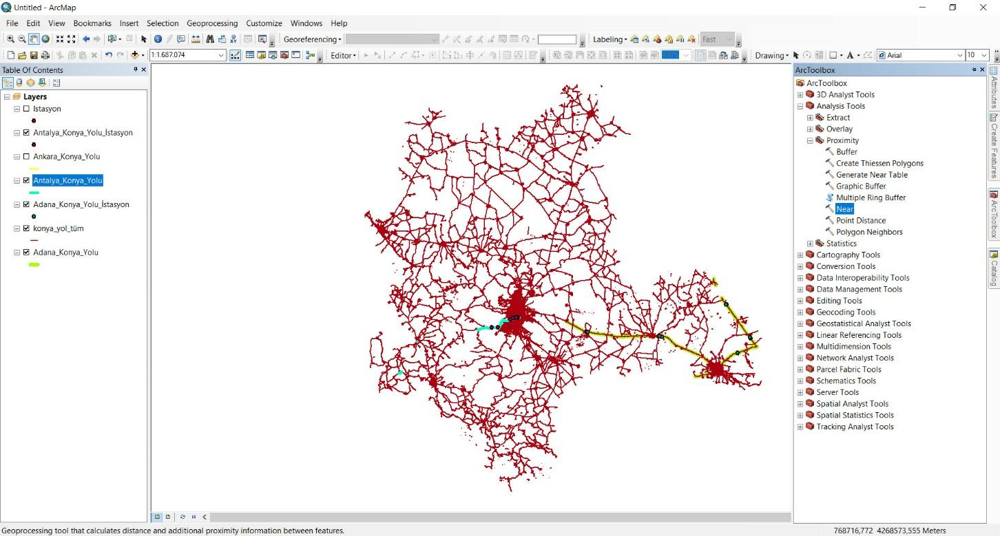 Untitled - ArcMap
File Edit View Bookmarks Insert Selection Geoprocessing Customize Windows Help
Georeferencing Labeling Fast
1:1.687.074 Editor Drawing A Arial 10
Table Of Contents
Layers
Istasyon
Antalya_Konya_Yolu_İstasyon
Ankara_Konya_Yolu
Antalya_Konya_Yolu
Adana_Konya_Yolu_İstasyon
konya_yol_tüm
Adana_Konya_Yolu
ArcToolbox
ArcToolbox
3D Analyst Tools
Analysis Tools
Extract
Overlay
Proximity
Buffer
Create Thiessen Polygons
Generate Near Table
Graphic Buffer
Multiple Ring Buffer
Near
Point Distance
Polygon Neighbors
Statistics
Cartography Tools
Conversion Tools
Data Interoperability Tools
Data Management Tools
Editing Tools
Geocoding Tools
Geostatistical Analyst Tools
Linear Referencing Tools
Multidimension Tools
Network Analyst Tools
Parcel Fabric Tools
Schematics Tools
Server Tools
Spatial Analyst Tools
Spatial Statistics Tools
Tracking Analyst Tools
Attributes
Create Features
ArcToolbox
Catalog
Geoprocessing tool that calculates distance and additional proximity information between features.
768716,772 4268573,555 Meters